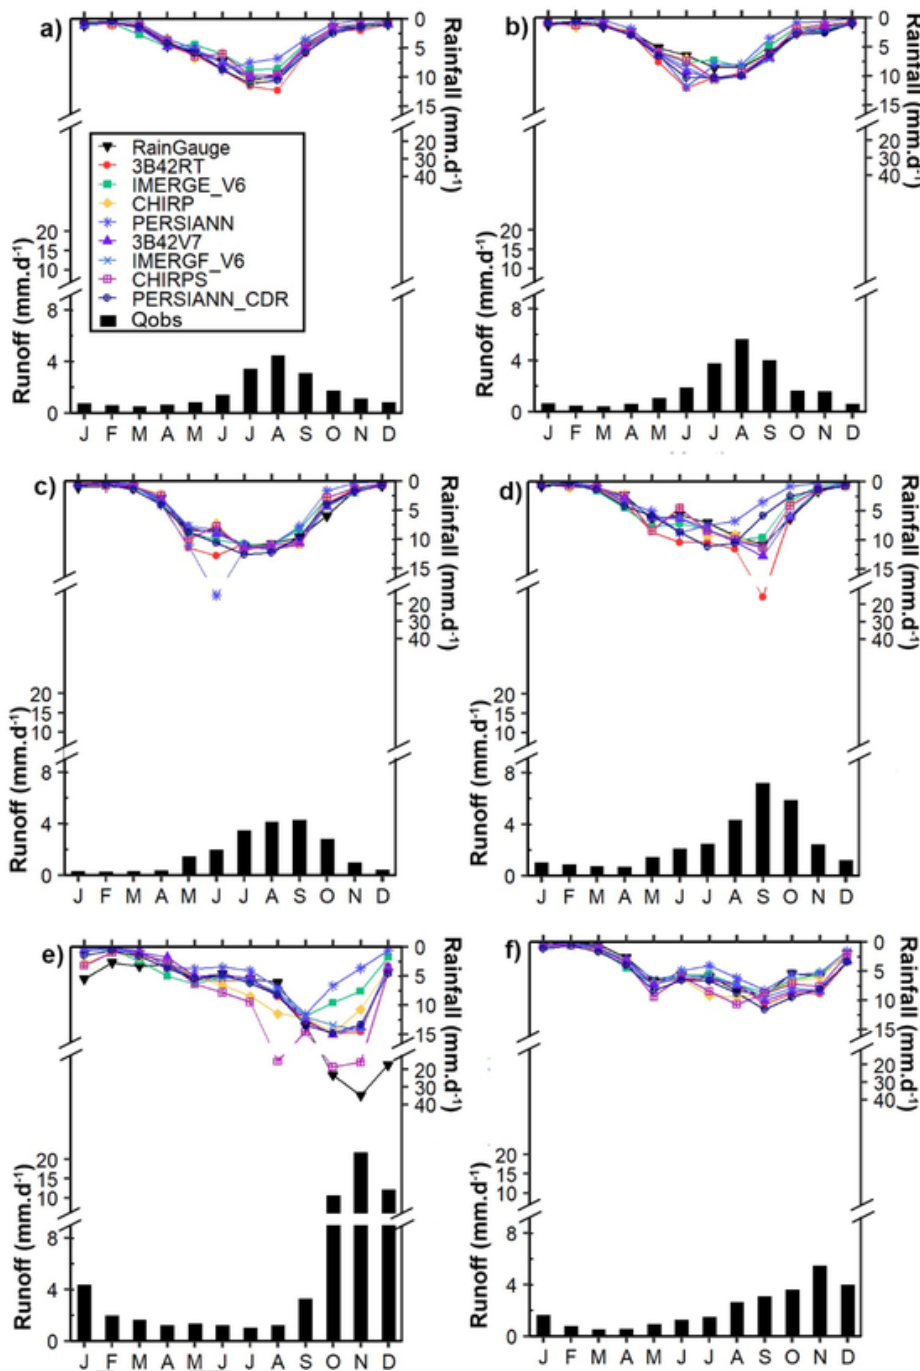 a)
Rainfall (mm.d-1)
0
5
10
15
20
30
40
RainGauge
3B42RT
IMERGE_V6
CHIRP
PERSIANN
3B42V7
IMERGF_V6
CHIRPS
PERSIANN_CDR
Qobs
Runoff (mm.d-1)
20
15
10
8
4
0
J F M A M J J A S O N D
b)
Rainfall (mm.d-1)
0
5
10
15
20
30
40
Runoff (mm.d-1)
20
15
10
8
4
0
J F M A M J J A S O N D
c)
Rainfall (mm.d-1)
0
5
10
15
20
30
40
Runoff (mm.d-1)
20
15
10
8
4
0
J F M A M J J A S O N D
d)
Rainfall (mm.d-1)
0
5
10
15
20
30
40
Runoff (mm.d-1)
20
15
10
8
4
0
J F M A M J J A S O N D
e)
Rainfall (mm.d-1)
0
5
10
15
20
30
40
Runoff (mm.d-1)
20
15
10
8
4
0
J F M A M J J A S O N D
f)
Rainfall (mm.d-1)
0
5
10
15
20
30
40
Runoff (mm.d-1)
20
15
10
8
4
0
J F M A M J J A S O N D